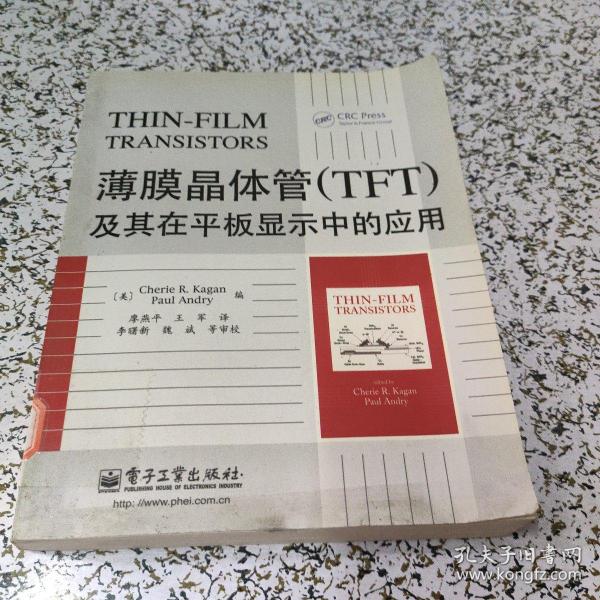 THIN-FILM
TRANSISTORS
CRC
CRC Press
Taylor & Francis Group
薄膜晶体管(TFT)
及其在平板显示中的应用
〔美〕 Cherie R. Kagan
Paul Andry 编
廖燕平 王 军 译
李曙新 魏 斌 等审校
THIN-FILM
TRANSISTORS
edited by
Cherie R. Kagan
Paul Andry
電子工業出版社·
PUBLISHING HOUSE OF ELECTRONICS INDUSTRY
http: //www.phei.com.cn
孔夫子旧書网
www.kongfz.com